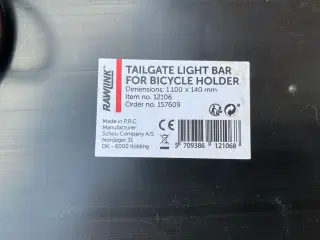 RAWLINK®
TAILGATE LIGHT BAR
FOR BICYCLE HOLDER
Dimensions: 1.100 x 140 mm
Item no. 12106
Order no. 157609
Made in P.R.C
Manufacturer
Schou Company A/S
Nordager 31
DK - 6000 Kolding
5 709386 121068